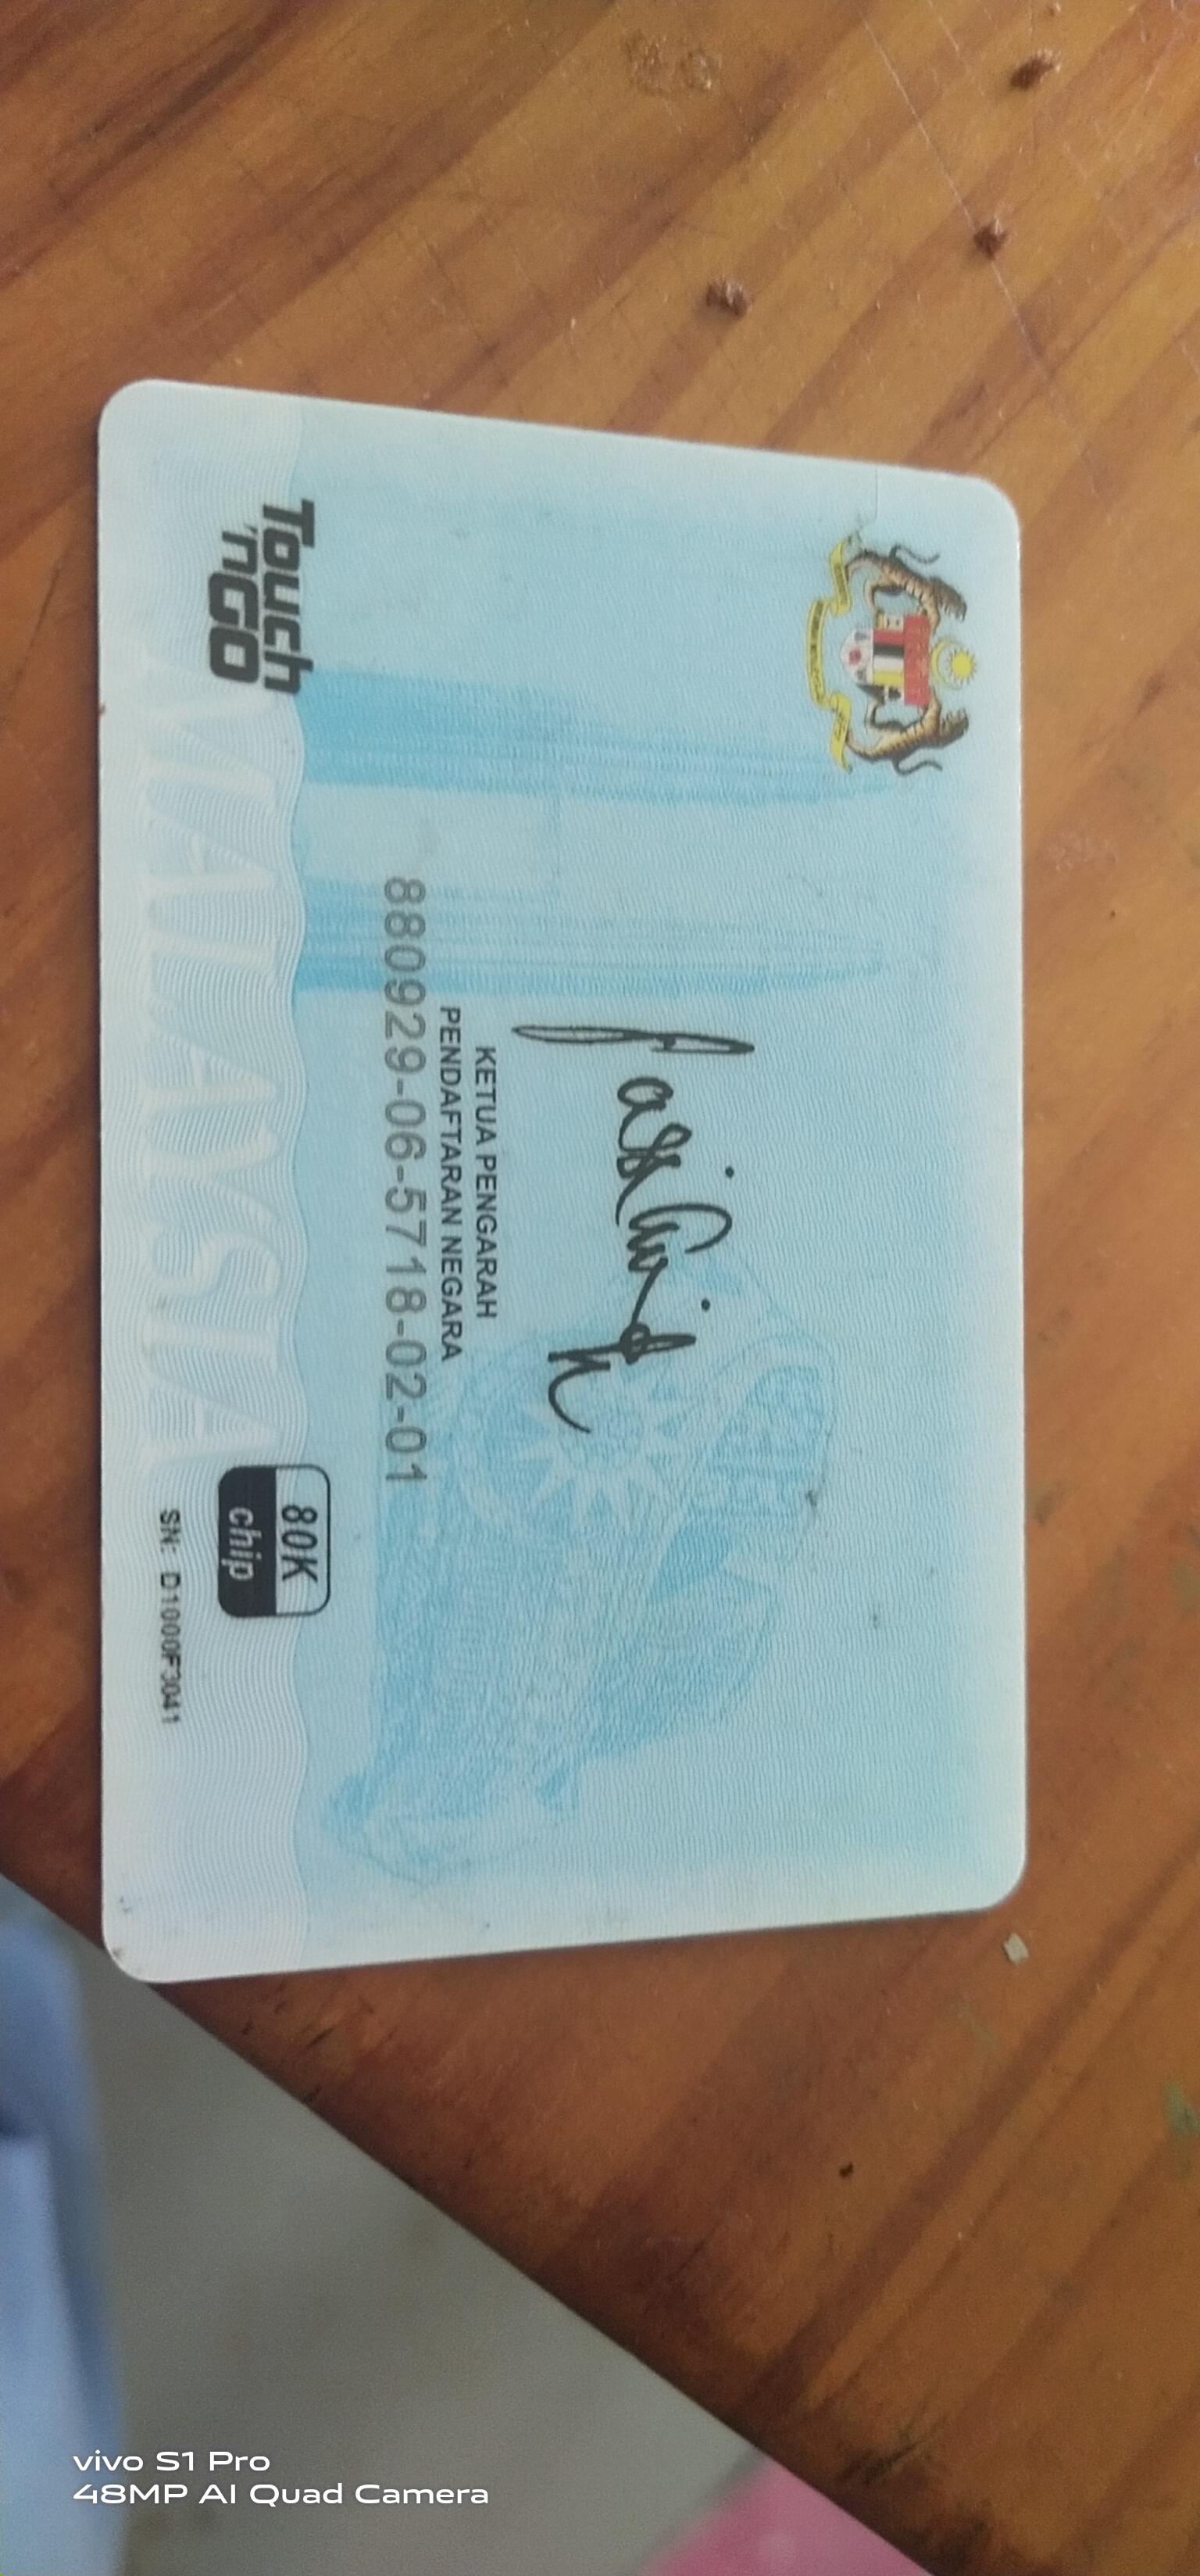 KETUA PENGARAH
PENDAFTARAN NEGARA
880929-06-5718-02-01
Touch
'nGO
80K
chip
SN: D1000F3041
MALAYSIA
vivo S1 Pro
48MP AI Quad Camera